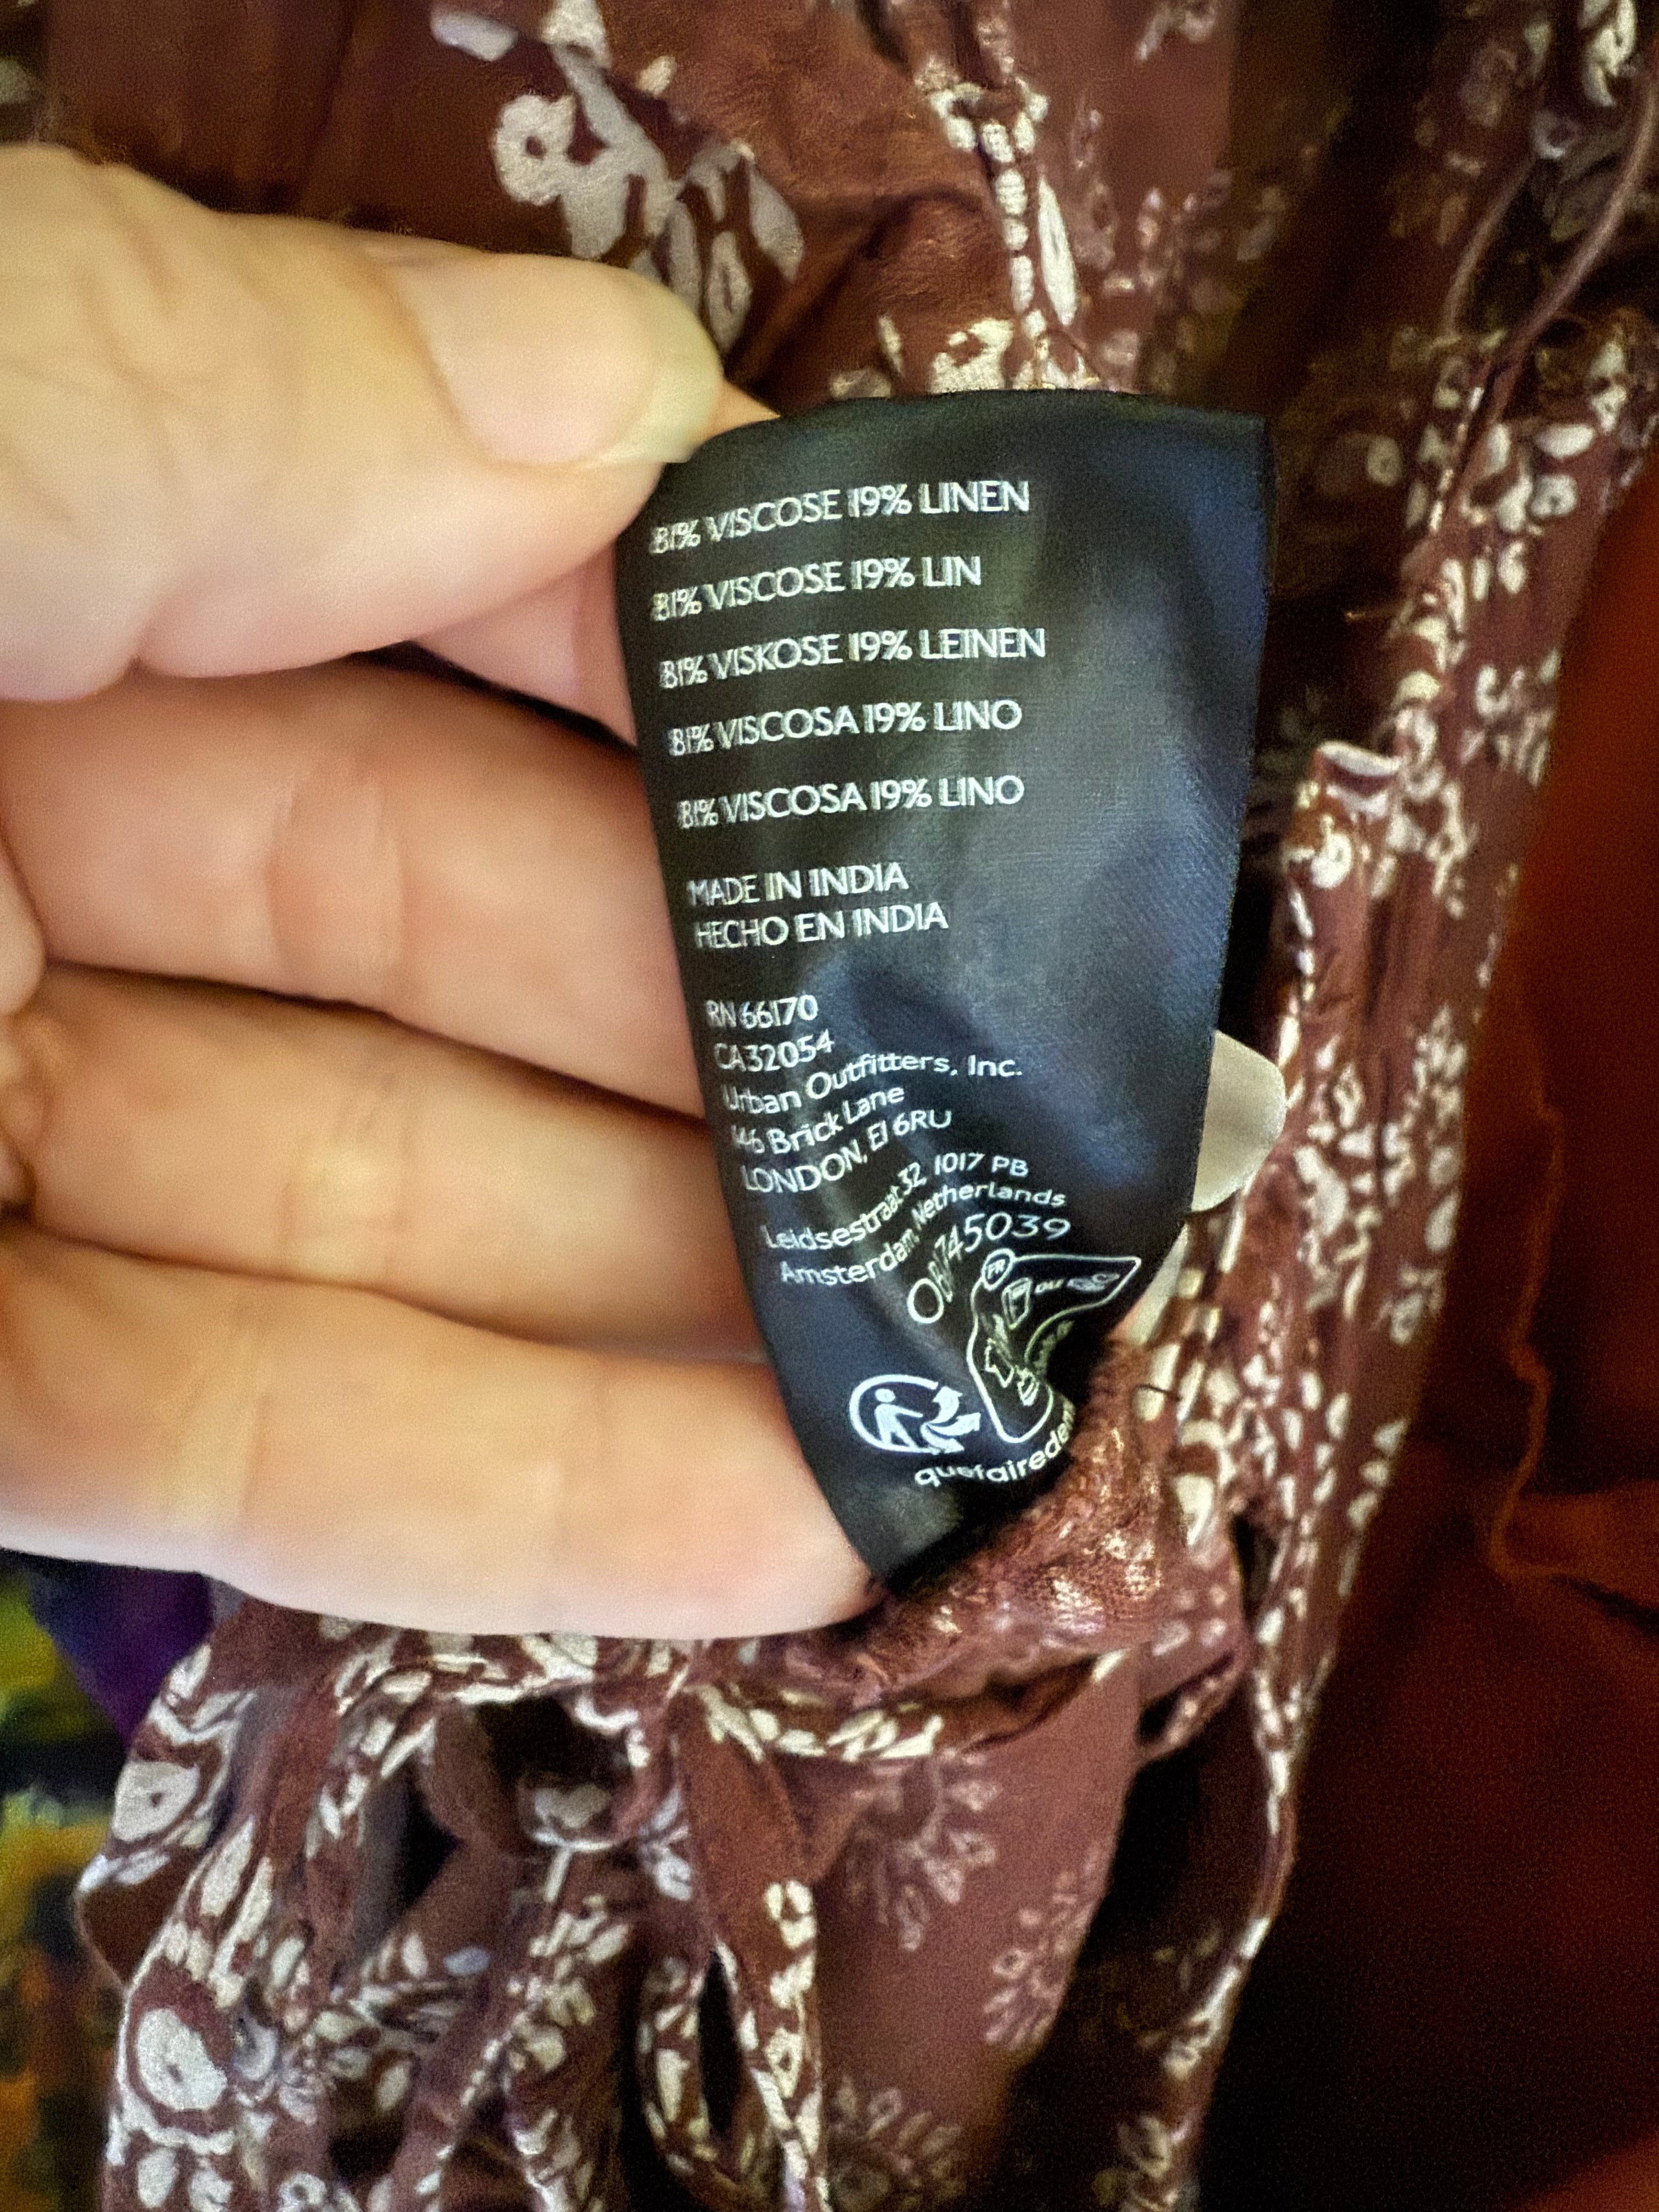 81% VISCOSE 19% LINEN
81% VISCOSE 19% LIN
81% VISKOSE 19% LEINEN
81% VISCOSA 19% LINO
81% VISCOSA 19% LINO
MADE IN INDIA
HECHO EN INDIA
RN 66170
CA32054
Urban Outfitters, Inc.
Brick Lane
LONDON, E1 6RU
Leidsestraat 32 1017 PB
Amsterdam, Netherlands
FR
OU